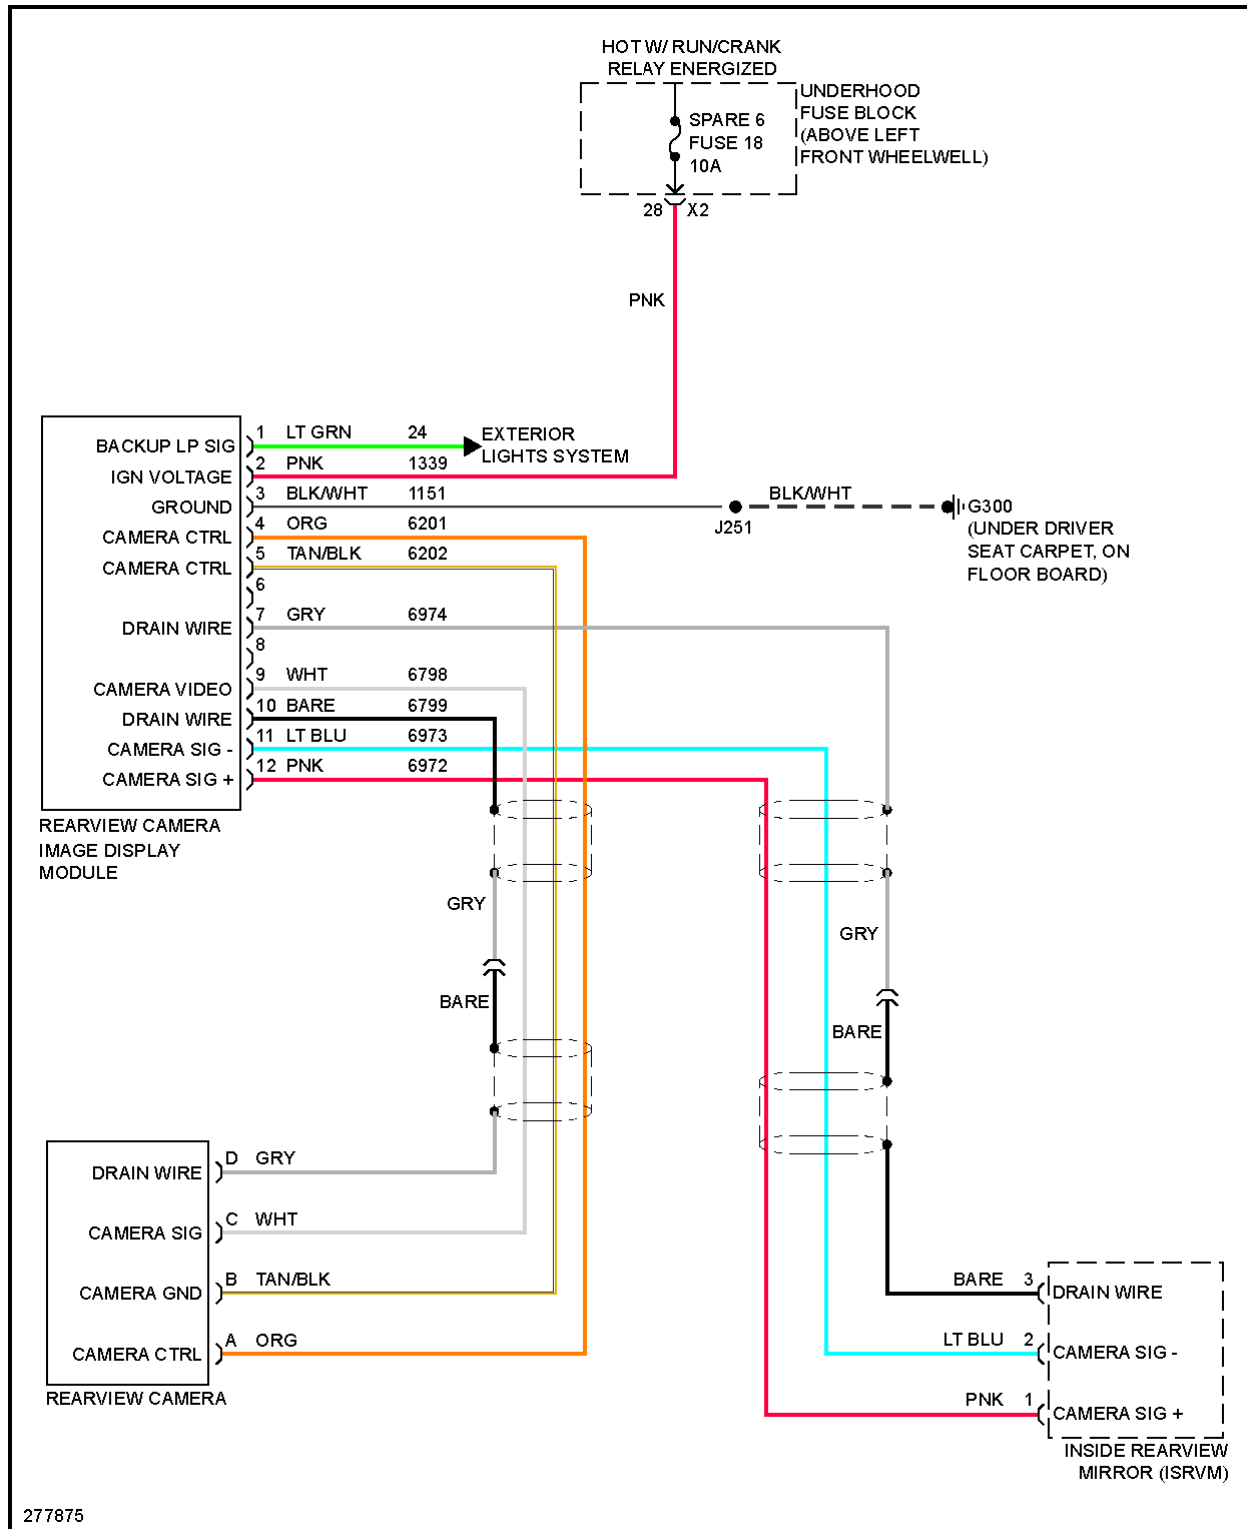 HOT W/ RUN/CRANK
RELAY ENERGIZED
UNDERHOOD
FUSE BLOCK
(ABOVE LEFT
FRONT WHEELWELL)
SPARE 6
FUSE 18
10A
28 X2
PNK
BACKUP LP SIG 1 LT GRN 24
EXTERIOR
LIGHTS SYSTEM
IGN VOLTAGE 2 PNK 1339
GROUND 3 BLK/WHT 1151
J251
BLK/WHT
G300
(UNDER DRIVER
SEAT CARPET, ON
FLOOR BOARD)
CAMERA CTRL 4 ORG 6201
CAMERA CTRL 5 TAN/BLK 6202
6
DRAIN WIRE 7 GRY 6974
8
CAMERA VIDEO 9 WHT 6798
DRAIN WIRE 10 BARE 6799
CAMERA SIG - 11 LT BLU 6973
CAMERA SIG + 12 PNK 6972
REARVIEW CAMERA
IMAGE DISPLAY
MODULE
GRY
BARE
GRY
BARE
DRAIN WIRE D GRY
CAMERA SIG C WHT
CAMERA GND B TAN/BLK
CAMERA CTRL A ORG
REARVIEW CAMERA
BARE 3 DRAIN WIRE
LT BLU 2 CAMERA SIG -
PNK 1 CAMERA SIG +
INSIDE REARVIEW
MIRROR (ISRVM)
277875